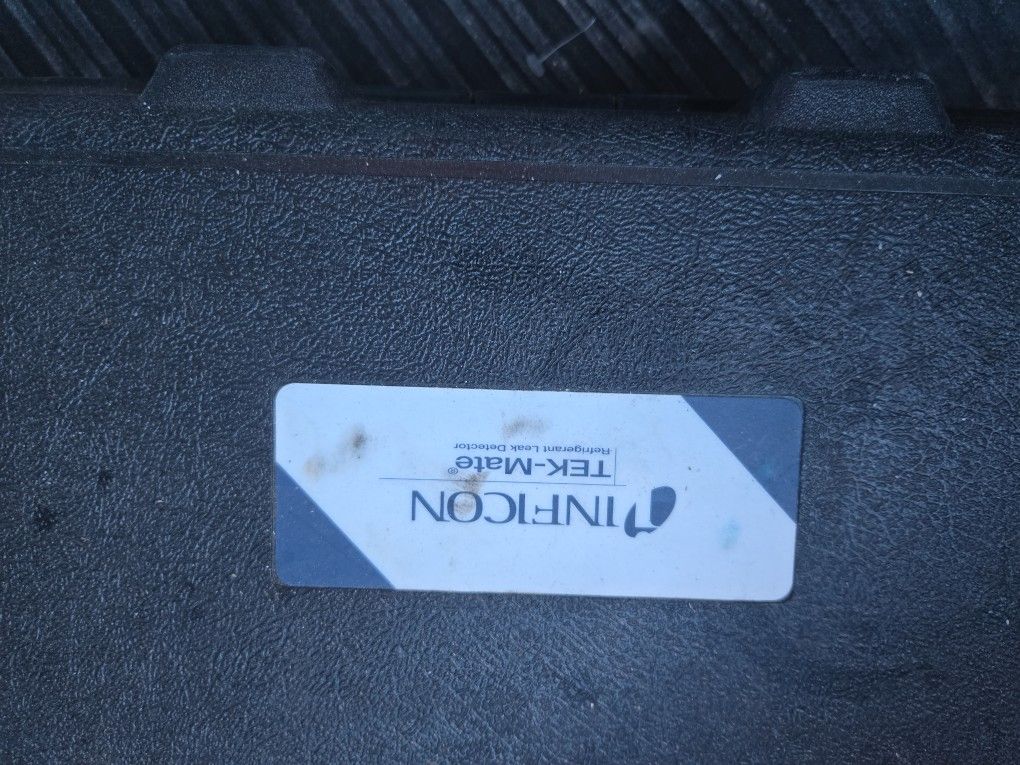 INFICON
TEK-Mate®
Refrigerant Leak Detector